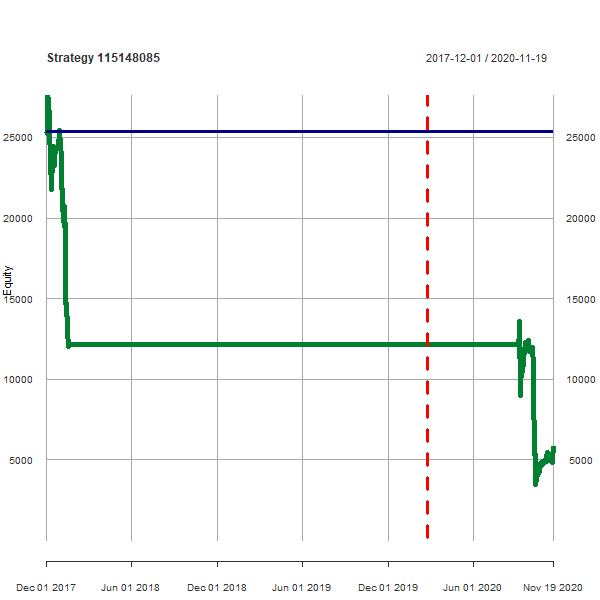 Strategy 115148085
2017-12-01 / 2020-11-19
25000
25000
20000
20000
Equity
15000
15000
10000
10000
5000
5000
Dec 01 2017
Jun 01 2018
Dec 01 2018
Jun 01 2019
Dec 01 2019
Jun 01 2020
Nov 19 2020